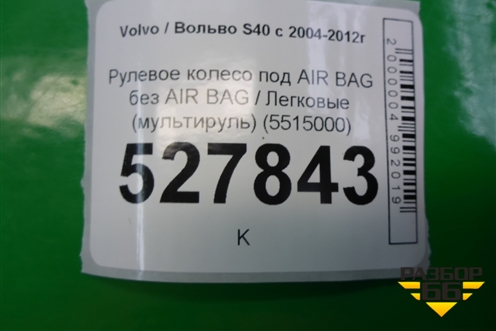 Volvo / Вольво S40 с 2004-2012г
Рулевое колесо под AIR BAG
без AIR BAG / Легковые
(мультируль) (5515000)
527843
К
2000004992019
РАЗБОР
66